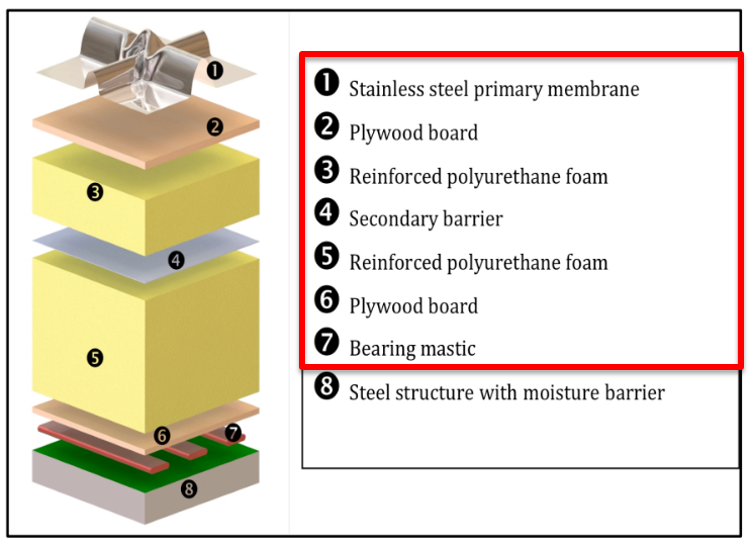 ❶
❷
❸
❹
❺
❻
❼
❽
❶ Stainless steel primary membrane
❷ Plywood board
❸ Reinforced polyurethane foam
❹ Secondary barrier
❺ Reinforced polyurethane foam
❻ Plywood board
❼ Bearing mastic
❽ Steel structure with moisture barrier